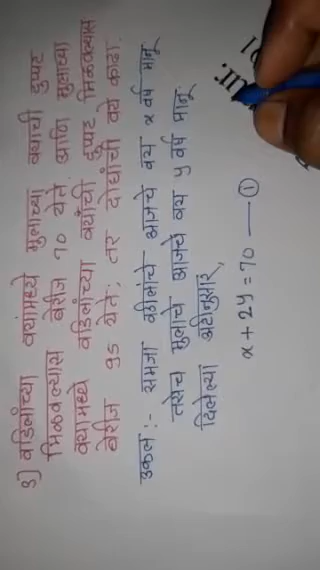 ३) वडिलांच्या वयांमध्ये मुलाच्या वयाची दुप्पट
मिळवल्यास बेरीज 70 येते. आणि मुलाच्या
वयामध्ये वडिलांच्या वयाची दुप्पट मिळवल्यास
बेरीज 95 येते; तर दोघांची वये काढा.
उकल :- समजा वडीलांचे आजचे वय x वर्ष मानू
तसेच मुलाचे आजचे वय y वर्ष मानू
दिलेल्या अटीनुसार,
x + 2y = 70 — ①